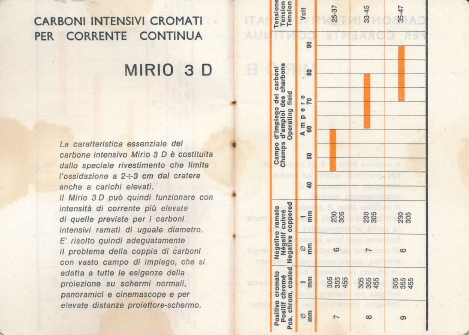 CARBONI INTENSIVI CROMATI
PER CORRENTE CONTINUA
MIRIO 3 D
La caratteristica essenziale del
carbone intensivo Mirio 3 D è costituita
dallo speciale rivestimento che limita
l'ossidazione a 2÷3 cm dal cratere
anche a carichi elevati.
Il Mirio 3 D può quindi funzionare con
intensità di corrente più elevate
di quelle previste per i carboni
intensivi ramati di uguale diametro.
E' risolto quindi adeguatamente
il problema della coppia di carboni
con vasto campo di impiego, che si
adatta a tutte le esigenze della
proiezione su schermi normali,
panoramici e cinemascope e per
elevate distanze proiettore-schermo.
Positivo cromato
Positif chromé
Pos. chrom. coated
Negativo ramato
Négatif cuivré
Negative coppered
Campo d'impiego dei carboni
Champs d'emploi des charbons
Operating field
Tensione
Tension
Tension
Ø
mm
Ø
mm
Ampere
40 50 60 70 80 90
Volt
7
305
355
455
6
230
305
25-37
8
305
355
455
7
230
305
33-45
9
305
355
455
8
230
305
35-47